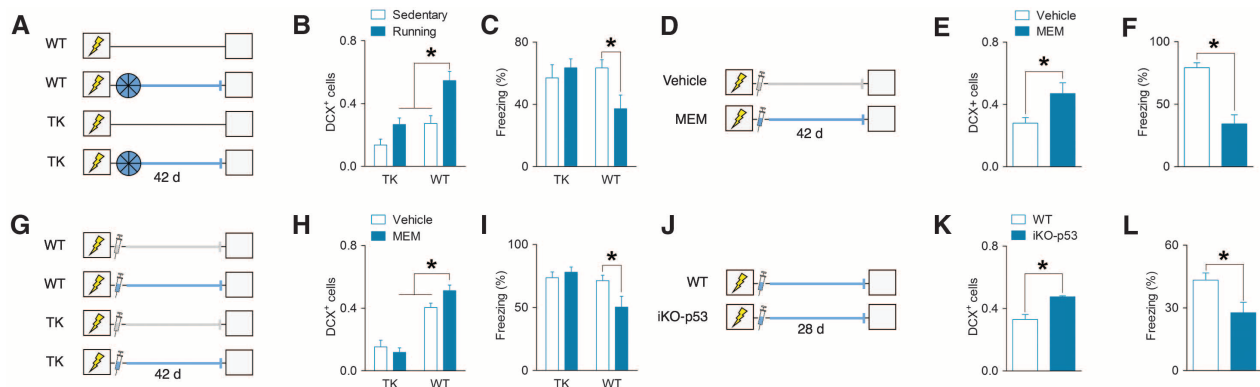 A
WT
WT
TK
TK
42 d
B
Sedentary
Running
DCX+ cells
0.8
0.4
0.0
*
TK WT
C
Freezing (%)
80
40
0
*
TK WT
D
Vehicle
MEM
42 d
E
Vehicle
MEM
DCX+ cells
0.8
0.4
0.0
*
F
Freezing (%)
100
50
0
*
G
WT
WT
TK
TK
42 d
H
Vehicle
MEM
DCX+ cells
0.8
0.4
0.0
*
TK WT
I
Freezing (%)
100
50
0
*
TK WT
J
WT
iKO-p53
28 d
K
WT
iKO-p53
DCX+ cells
0.8
0.4
0.0
*
L
Freezing (%)
60
30
0
*